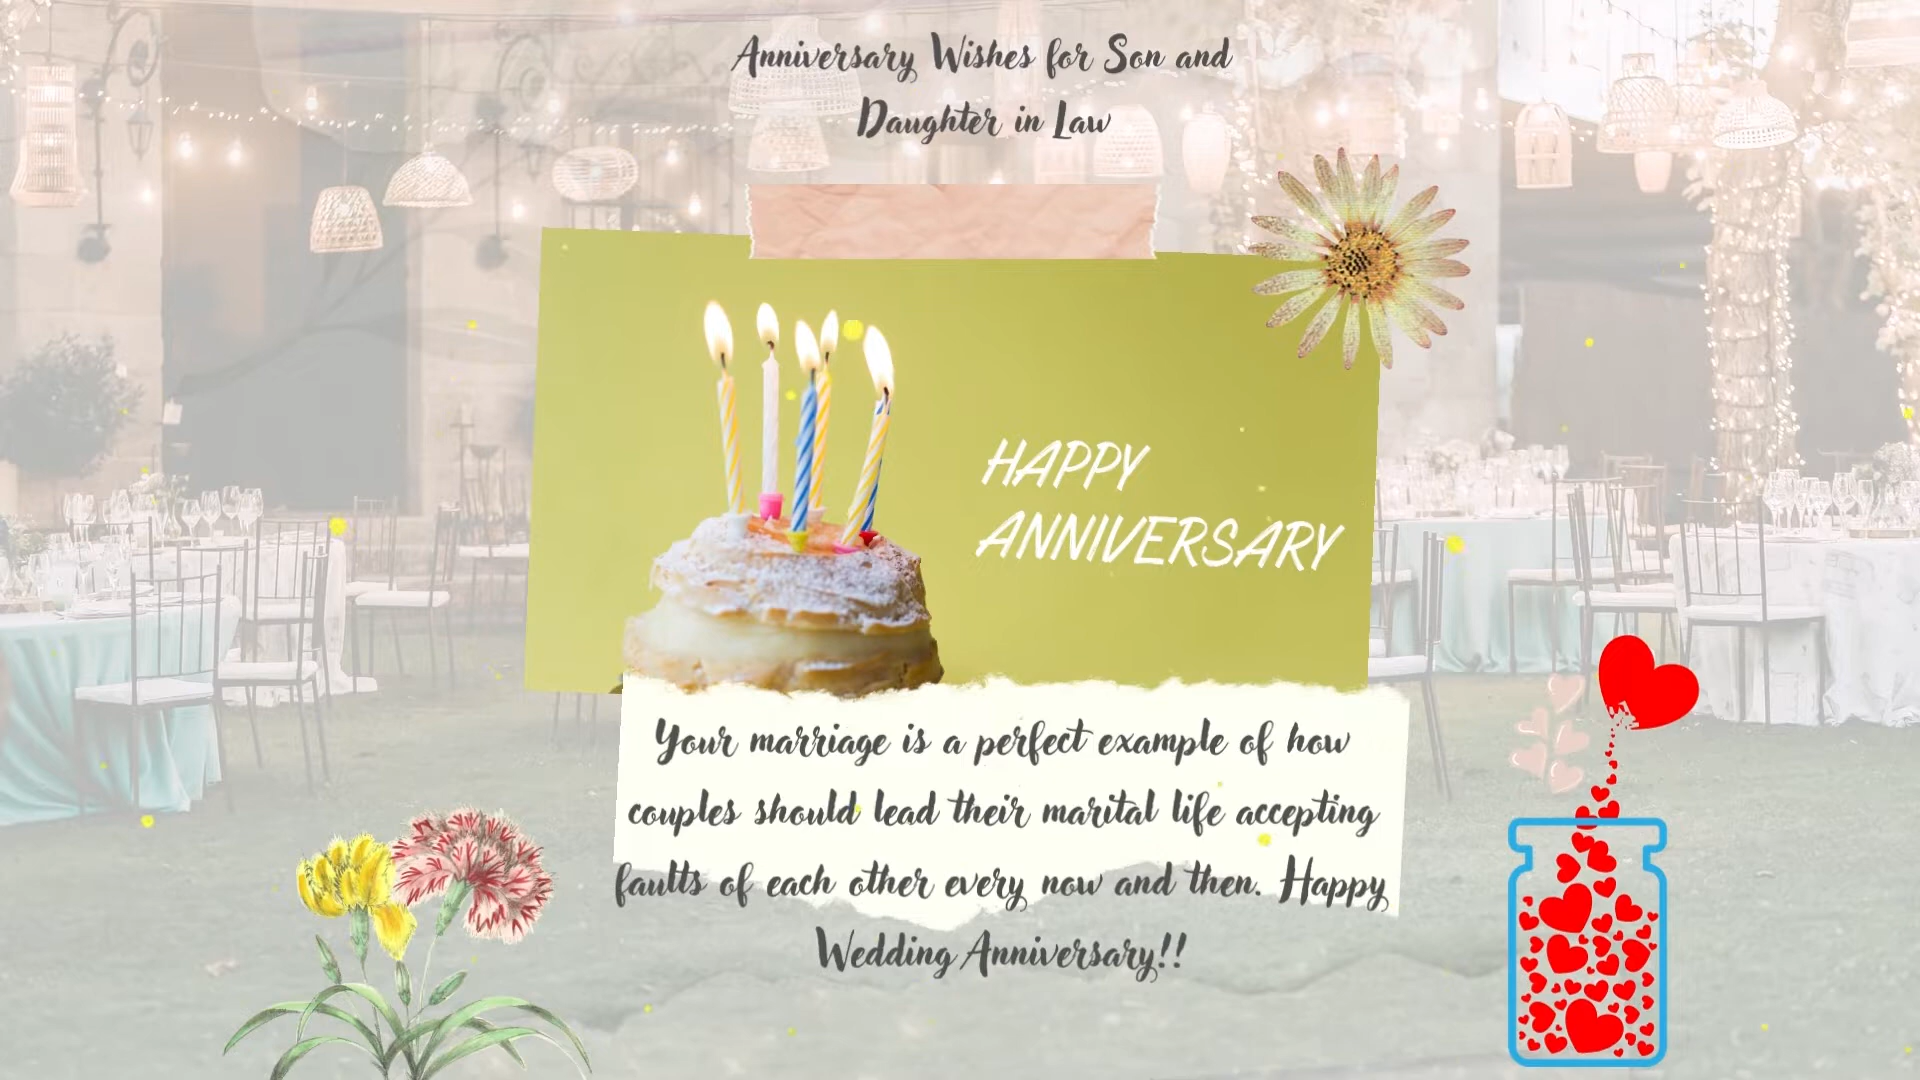 Anniversary Wishes for Son and
Daughter in Law
HAPPY
ANNIVERSARY
Your marriage is a perfect example of how
couples should lead their marital life accepting
faults of each other every now and then. Happy
Wedding Anniversary!!